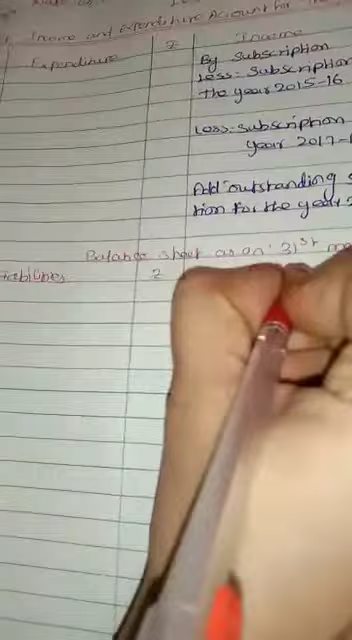 Income and Expenditure Account for
Expenditure ₹ Income
By Subscription
Less:- Subscription
the year 2015-16
Less:- Subscription
year 2017-
Add outstanding
tion for the year 2
Balance sheet as on 31st
Liabilities ₹